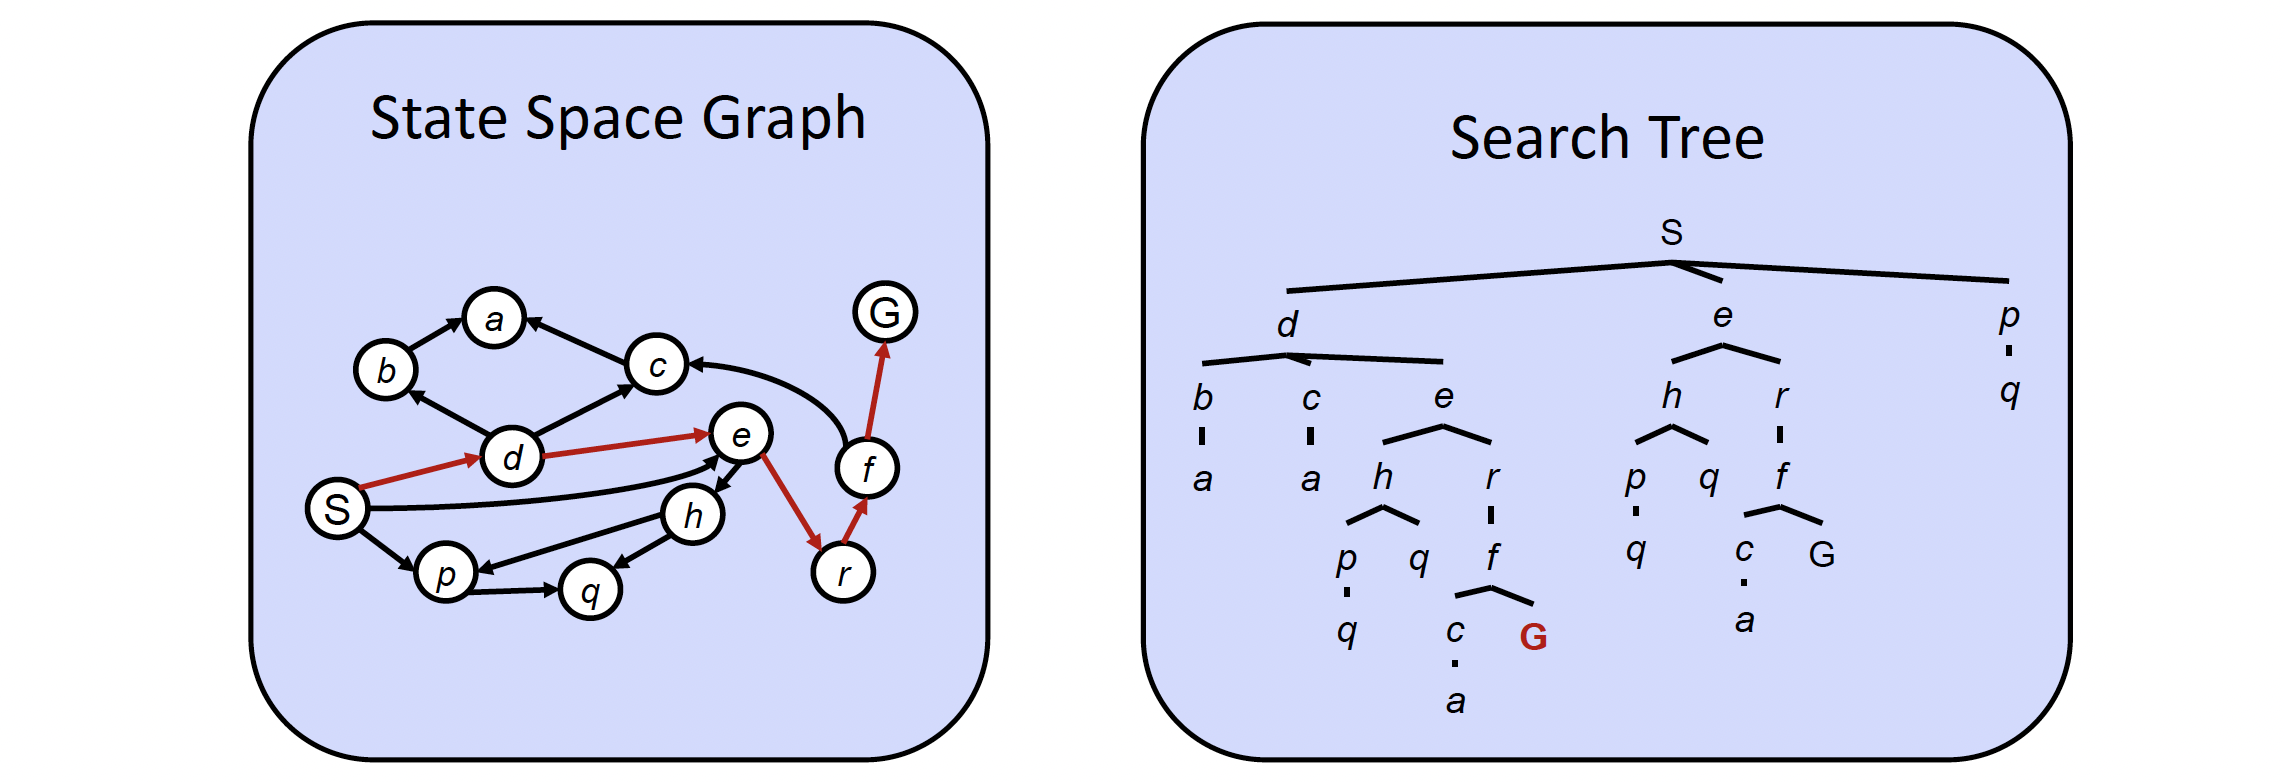 State Space Graph
a
G
b
c
d
e
f
S
h
p
q
r
Search Tree
S
d e p
b c e h r q
a a h r p q f
p q f q c G
q c G a
a